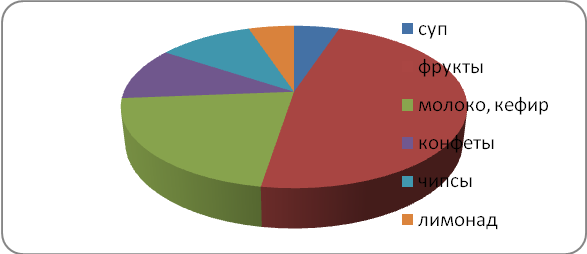 суп
фрукты
молоко, кефир
конфеты
чипсы
лимонад